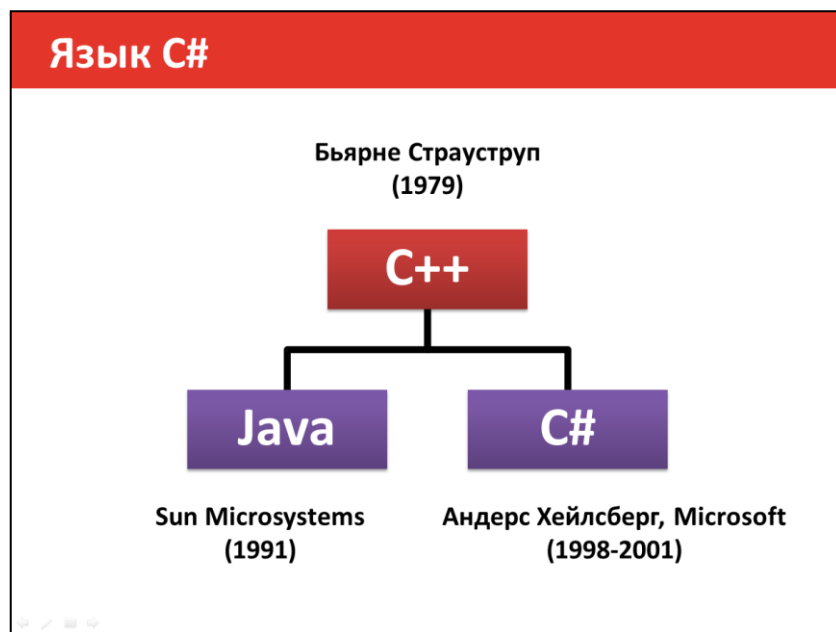 Язык C#
Бьярне Страуструп
(1979)
C++
Java
C#
Sun Microsystems
(1991)
Андерс Хейлсберг, Microsoft
(1998-2001)